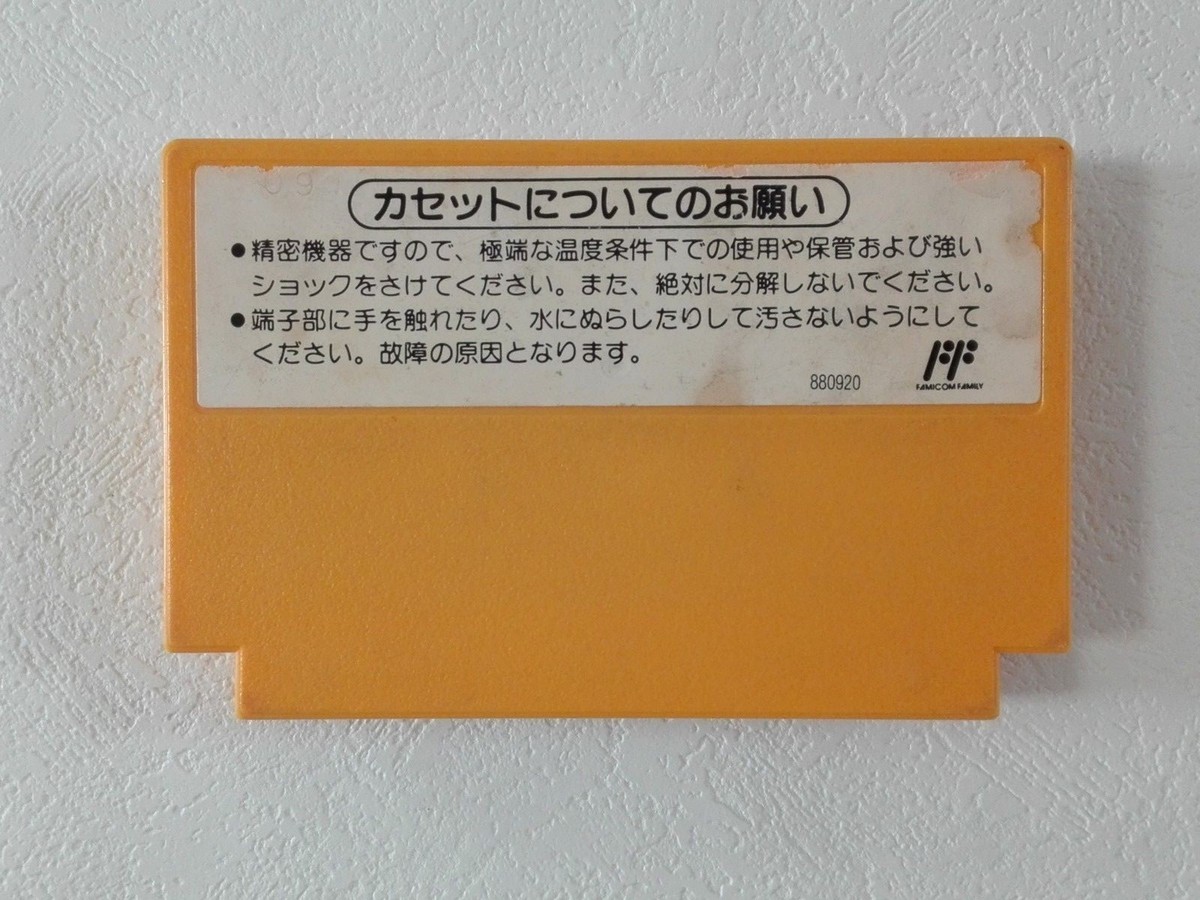 カセットについてのお願い
●精密機器ですので、極端な温度条件下での使用や保管および強い
ショックをさけてください。また、絶対に分解しないでください。
●端子部に手を触れたり、水にぬらしたりして汚さないようにして
ください。故障の原因となります。
880920
FF
FAMICOM FAMILY